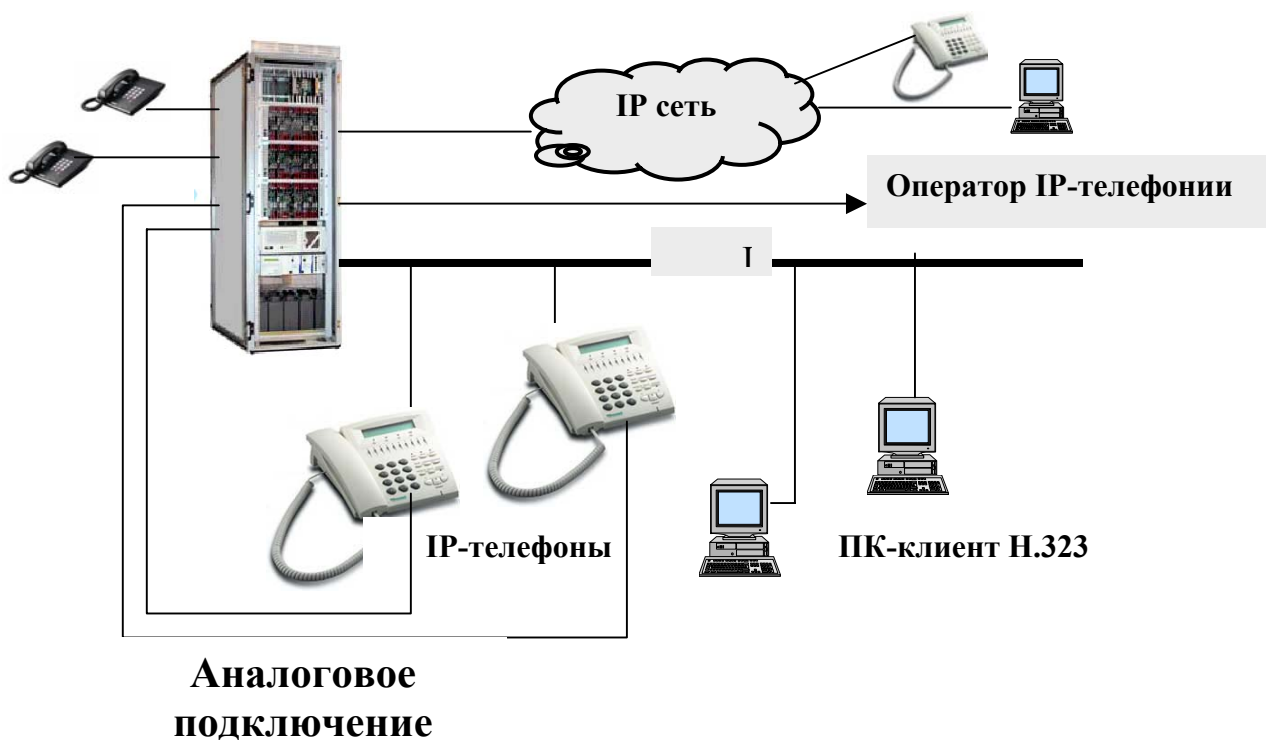 IP сеть
Оператор IP-телефонии
IP-телефоны
ПК-клиент H.323
Аналоговое
подключение